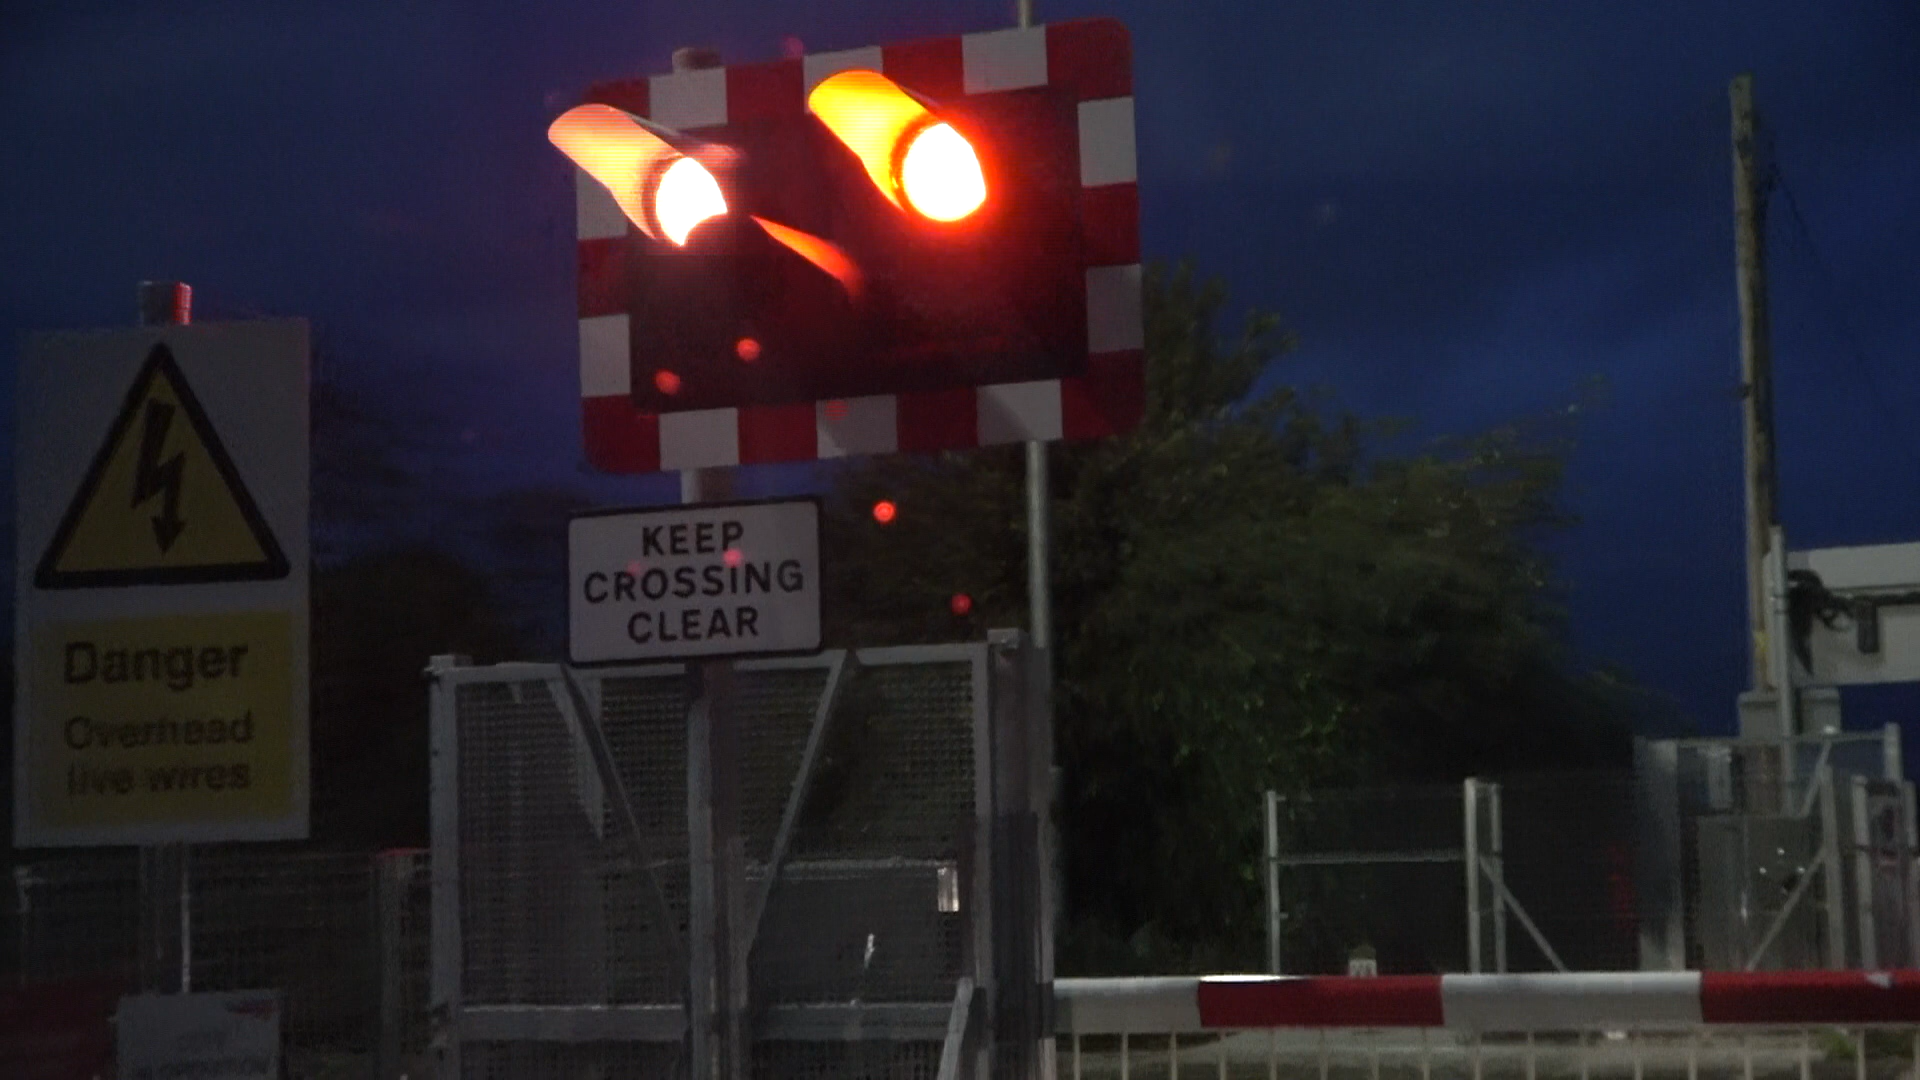 KEEP
CROSSING
CLEAR
Danger
Overhead
live wires